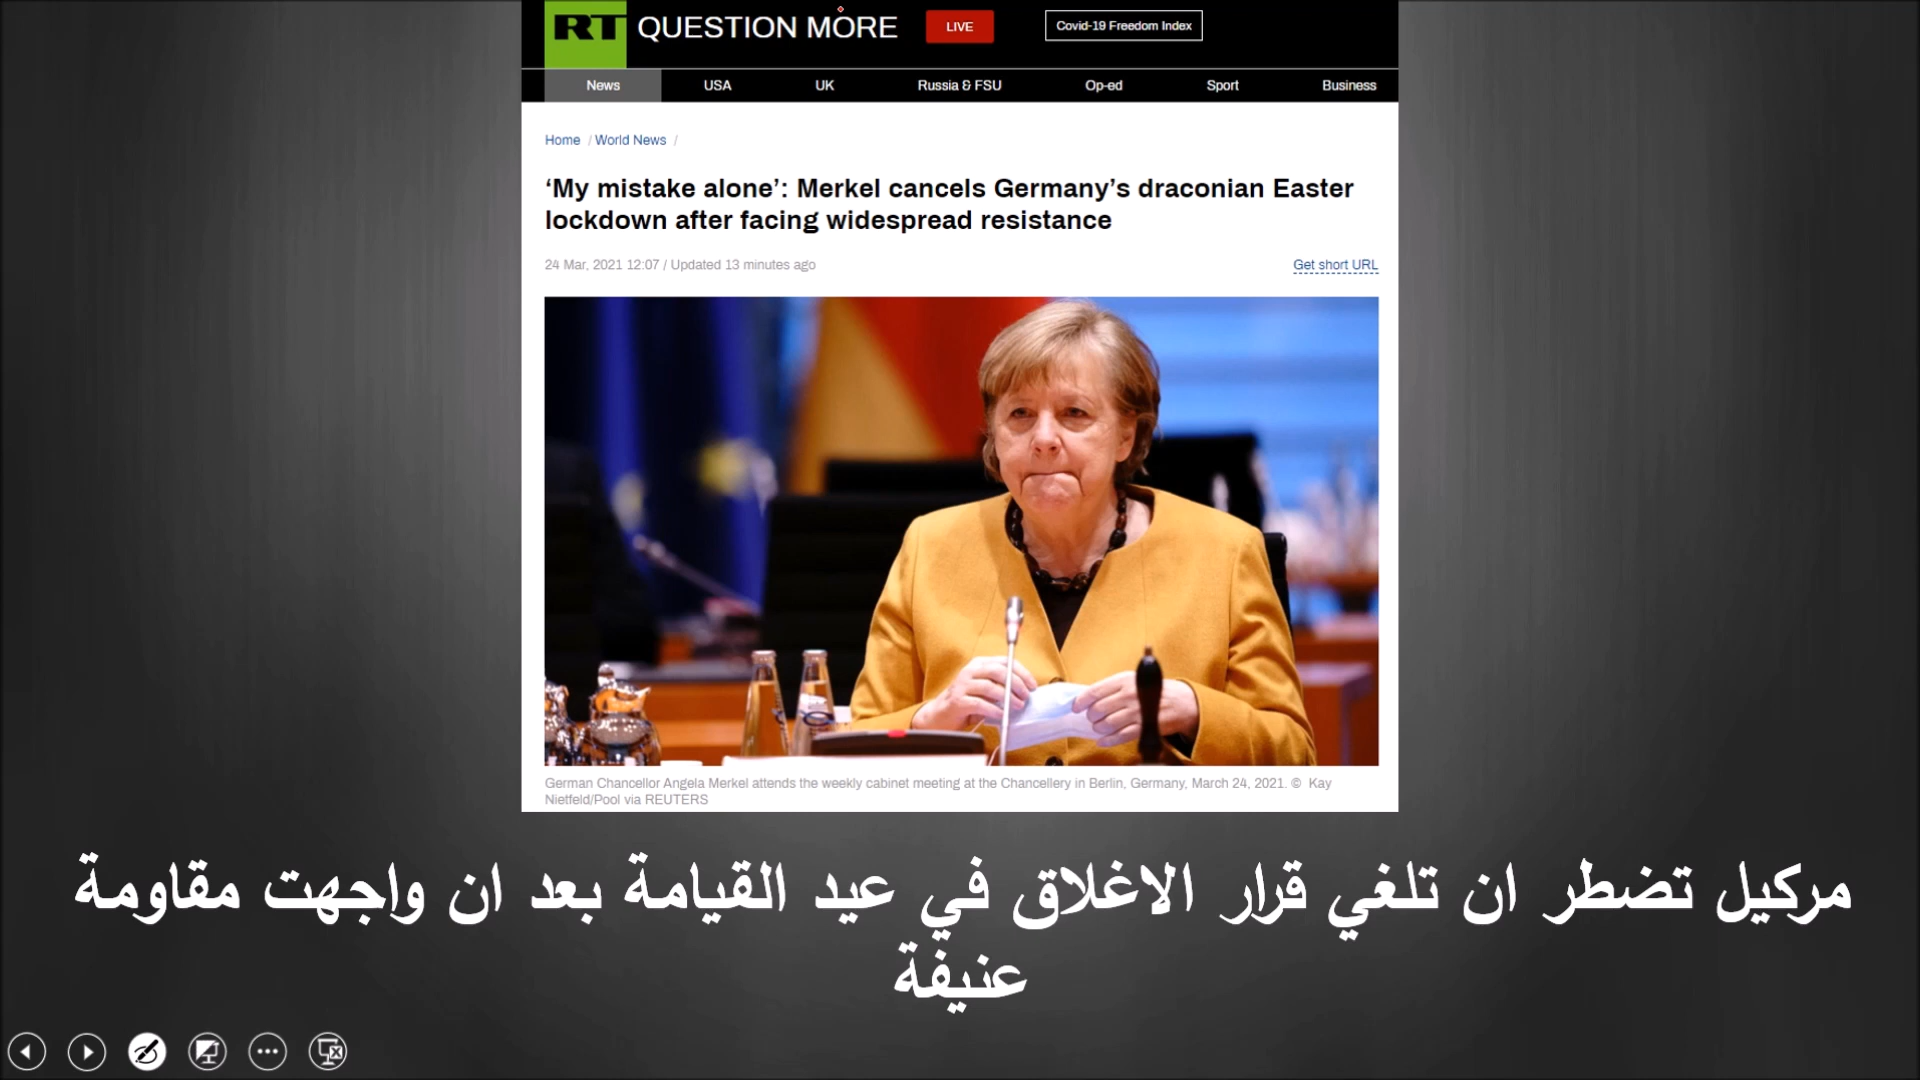 RT QUESTION MORE LIVE Covid-19 Freedom Index
News USA UK Russia & FSU Op-ed Sport Business
Home / World News /
‘My mistake alone’: Merkel cancels Germany’s draconian Easter
lockdown after facing widespread resistance
24 Mar, 2021 12:07 / Updated 13 minutes ago Get short URL
German Chancellor Angela Merkel attends the weekly cabinet meeting at the Chancellery in Berlin, Germany, March 24, 2021. © Kay
Nietfeld/Pool via REUTERS
مركيل تضطر ان تلغي قرار الاغلاق في عيد القيامة بعد ان واجهت مقاومة
عنيفة